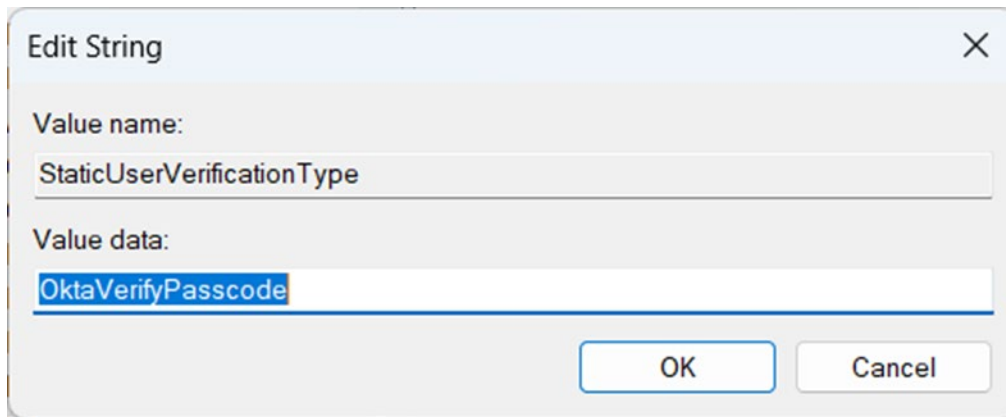 Edit String
Value name:
StaticUserVerificationType
Value data:
OktaVerifyPasscode
OK Cancel